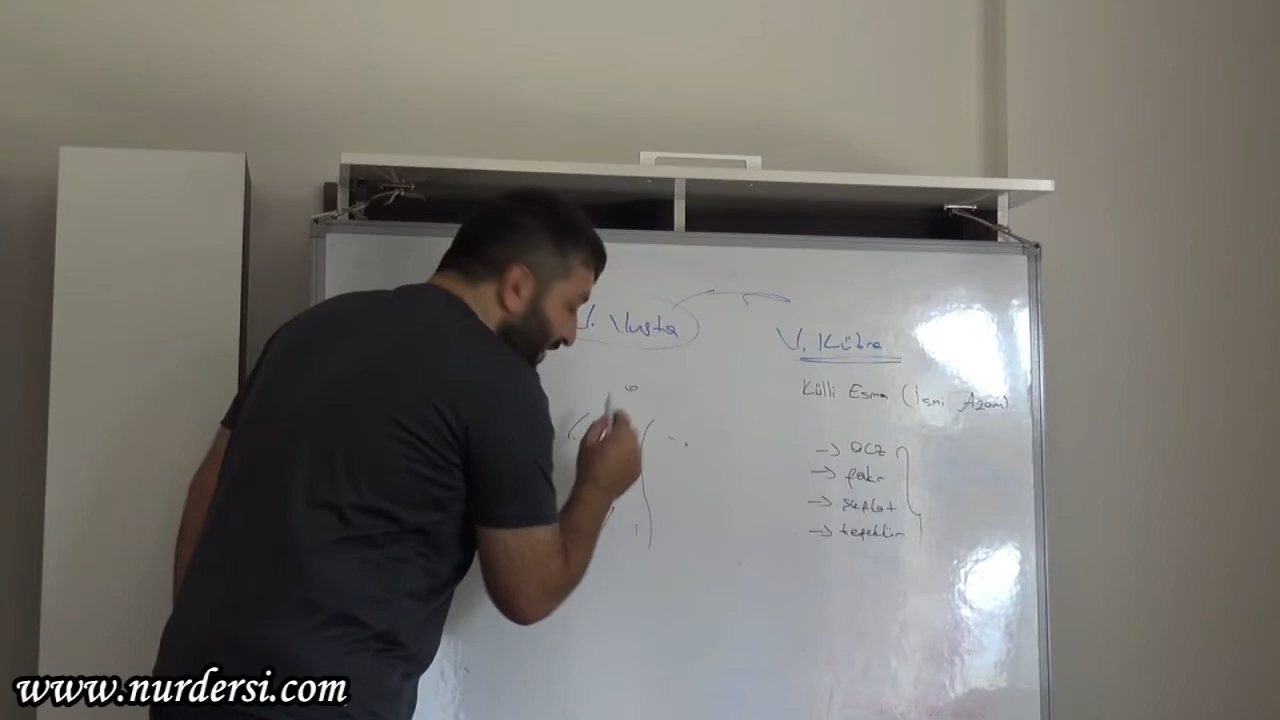 V. Vusta
V. Kübra
Külli Esma (İsmi Azam)
→ acz
→ fakr
→ şefkat
→ tefekkür
www.nurdersi.com